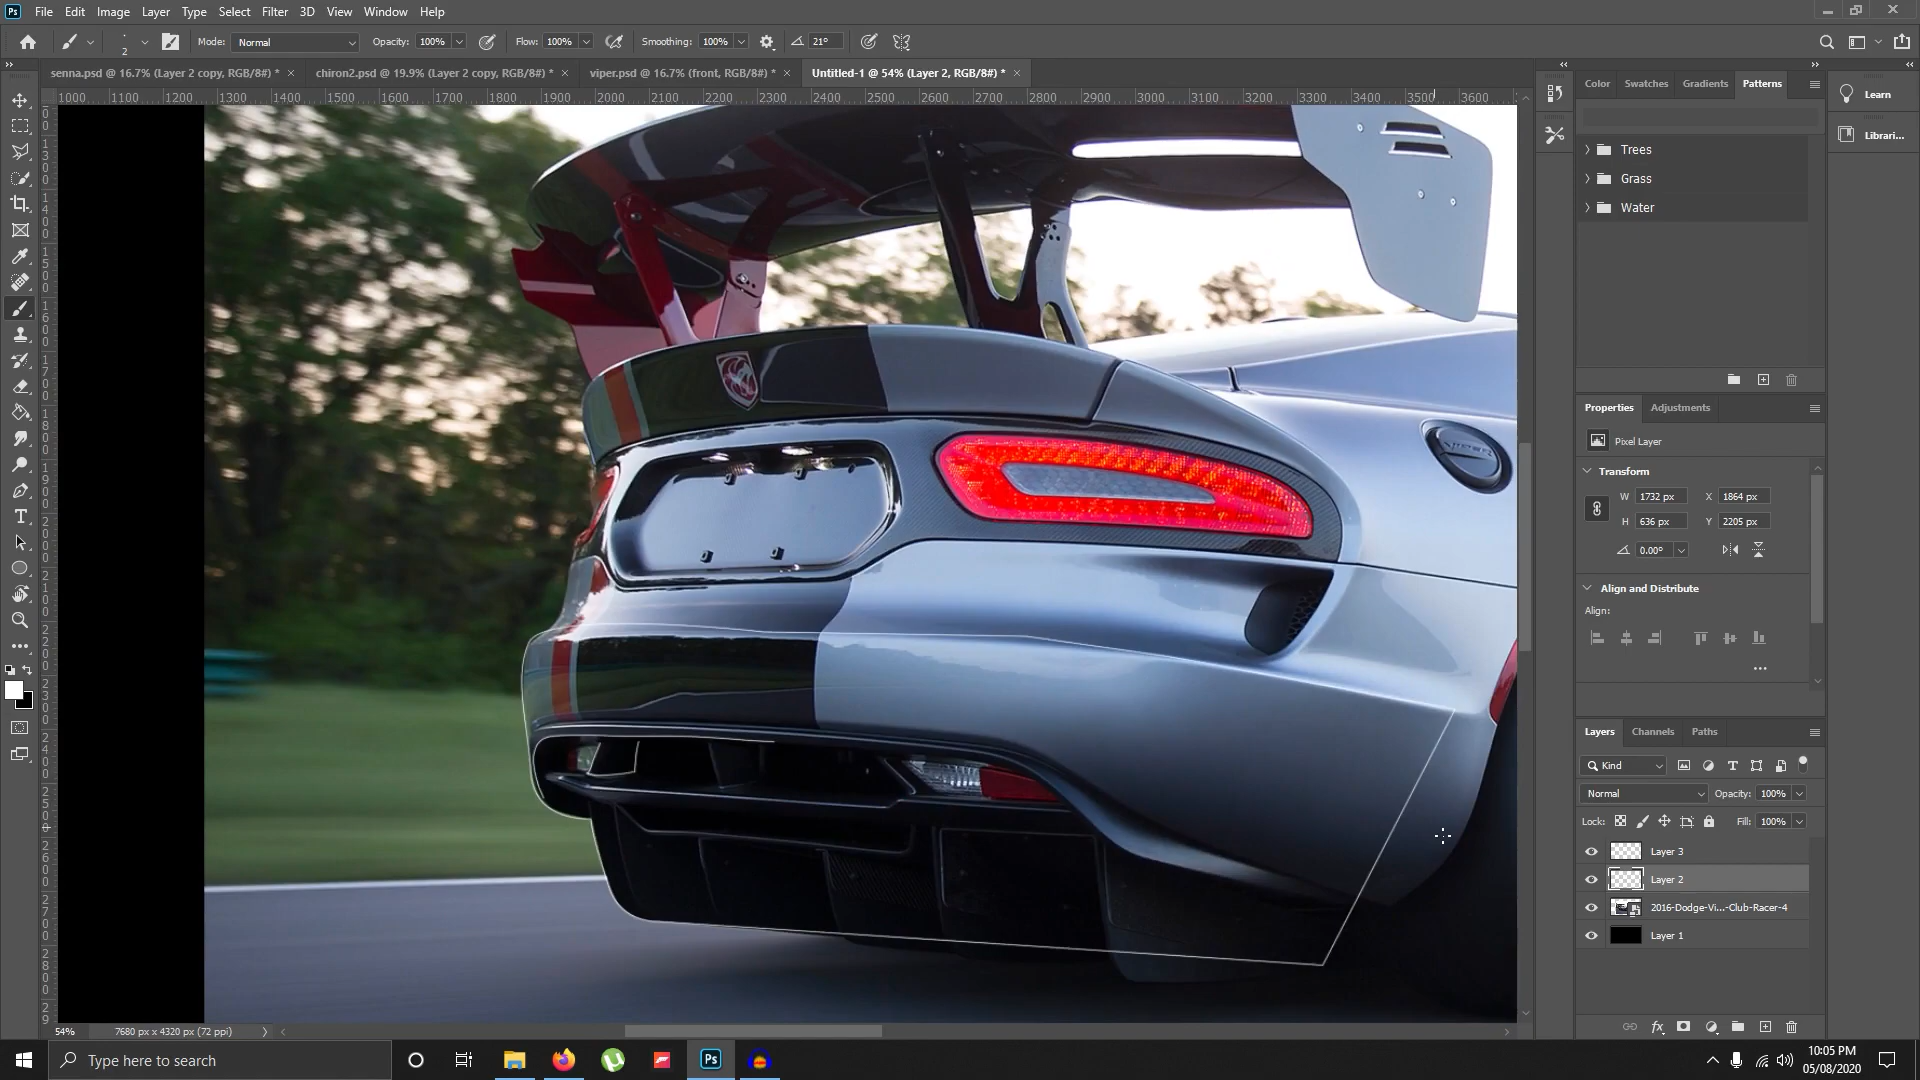 Ps File Edit Image Layer Type Select Filter 3D View Window Help
2 Mode: Normal Opacity: 100% Flow: 100% Smoothing: 100% 21°
senna.psd @ 16.7% (Layer 2 copy, RGB/8#) * × chiron2.psd @ 19.9% (Layer 2 copy, RGB/8#) * × viper.psd @ 16.7% (front, RGB/8#) * × Untitled-1 @ 54% (Layer 2, RGB/8#) * ×
1000 1100 1200 1300 1400 1500 1600 1700 1800 1900 2000 2100 2200 2300 2400 2500 2600 2700 2800 2900 3000 3100 3200 3300 3400 3500 3600
Color Swatches Gradients Patterns
Learn
Librari...
Trees
Grass
Water
Properties Adjustments
Pixel Layer
Transform
W 1732 px X 1864 px
H 636 px Y 2205 px
0.00°
Align and Distribute
Align:
Layers Channels Paths
Kind
Normal Opacity: 100%
Lock: Fill: 100%
Layer 3
Layer 2
2016-Dodge-Vi...-Club-Racer-4
Layer 1
54% 7680 px x 4320 px (72 ppi)
Type here to search
Ps
10:05 PM
05/08/2020